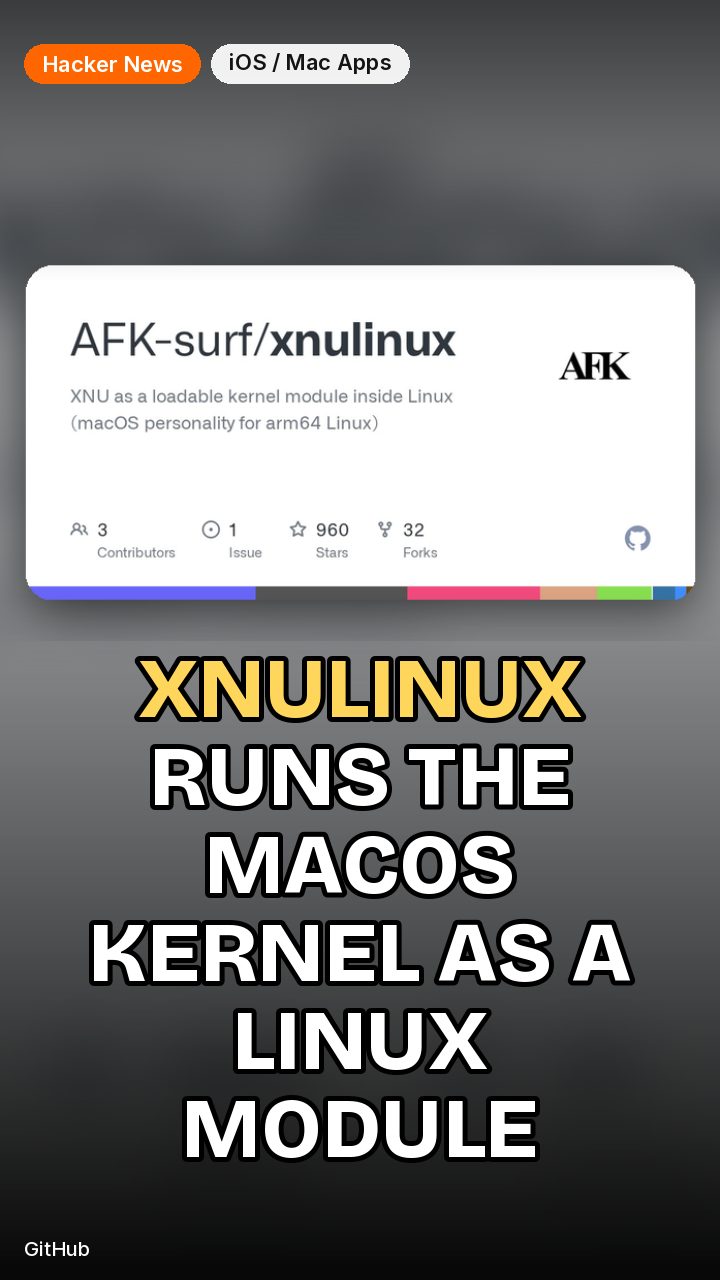 Hacker News
iOS / Mac Apps
AFK-surf/xnulinux
AFK
XNU as a loadable kernel module inside Linux
(macOS personality for arm64 Linux)
3
Contributors
1
Issue
960
Stars
32
Forks
XNULINUX
RUNS THE
MACOS
KERNEL AS A
LINUX
MODULE
GitHub